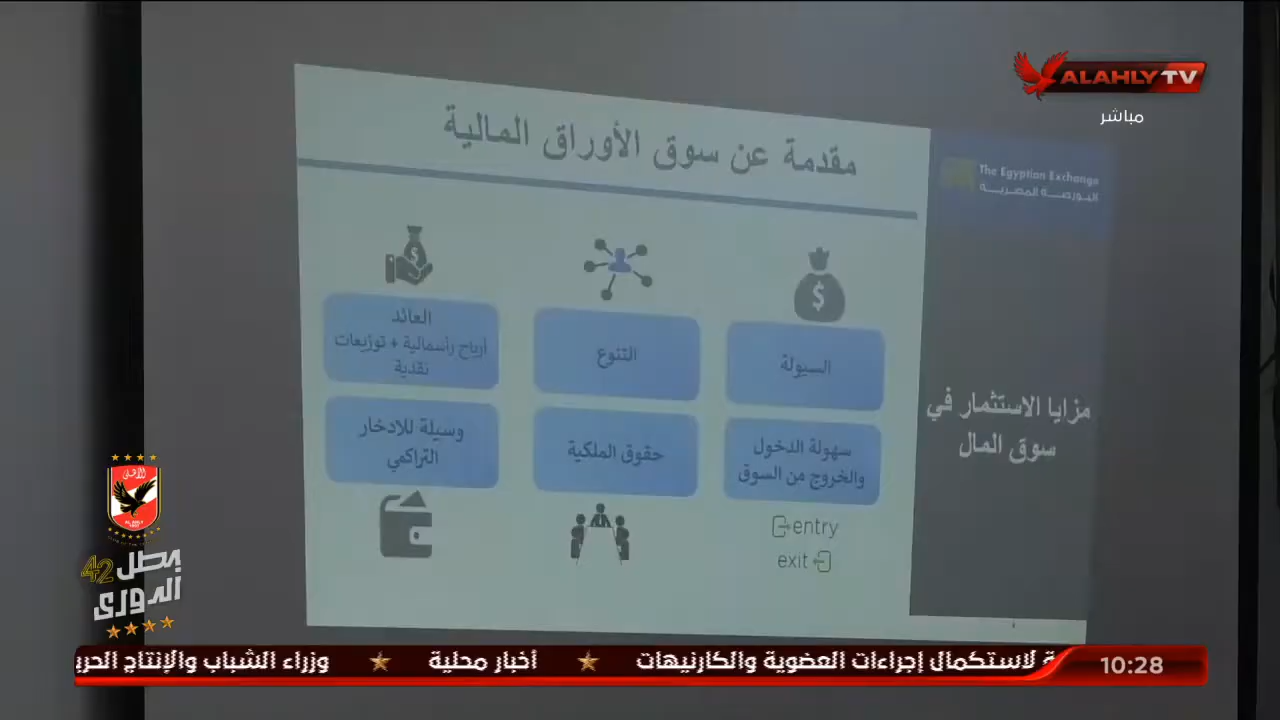 ALAHLY TV
مباشر
مقدمة عن سوق الأوراق المالية
The Egyptian Exchange
البورصة المصرية
مزايا الاستثمار في
سوق المال
السيولة
التنوع
العائد
أرباح رأسمالية + توزيعات
نقدية
سهولة الدخول
والخروج من السوق
حقوق الملكية
وسيلة للادخار
التراكمي
entry
exit
الأهلي
بطل 42
الدورى
10:28
ة لاستكمال إجراءات العضوية والكارنيهات ★ أخبار محلية ★ وزراء الشباب والإنتاج الحر